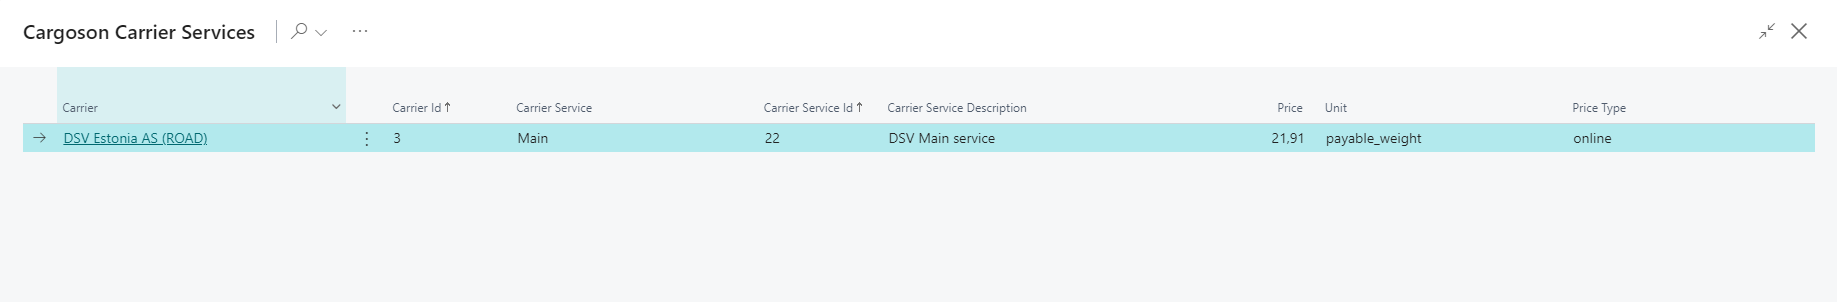 Cargoson Carrier Services
Carrier Carrier Id Carrier Service Carrier Service Id Carrier Service Description Price Unit Price Type
DSV Estonia AS (ROAD) 3 Main 22 DSV Main service 21,91 payable_weight online